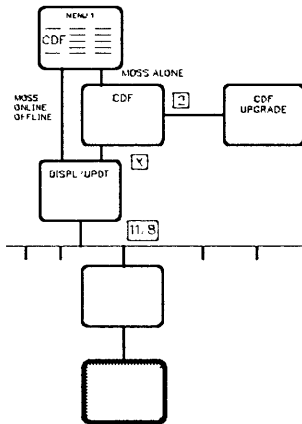 MENU 1
CDF
MOSS ALONE
MOSS
ONLINE
OFFLINE
CDF
2
CDF
UPGRADE
X
DISPL/UPDT
11, 8